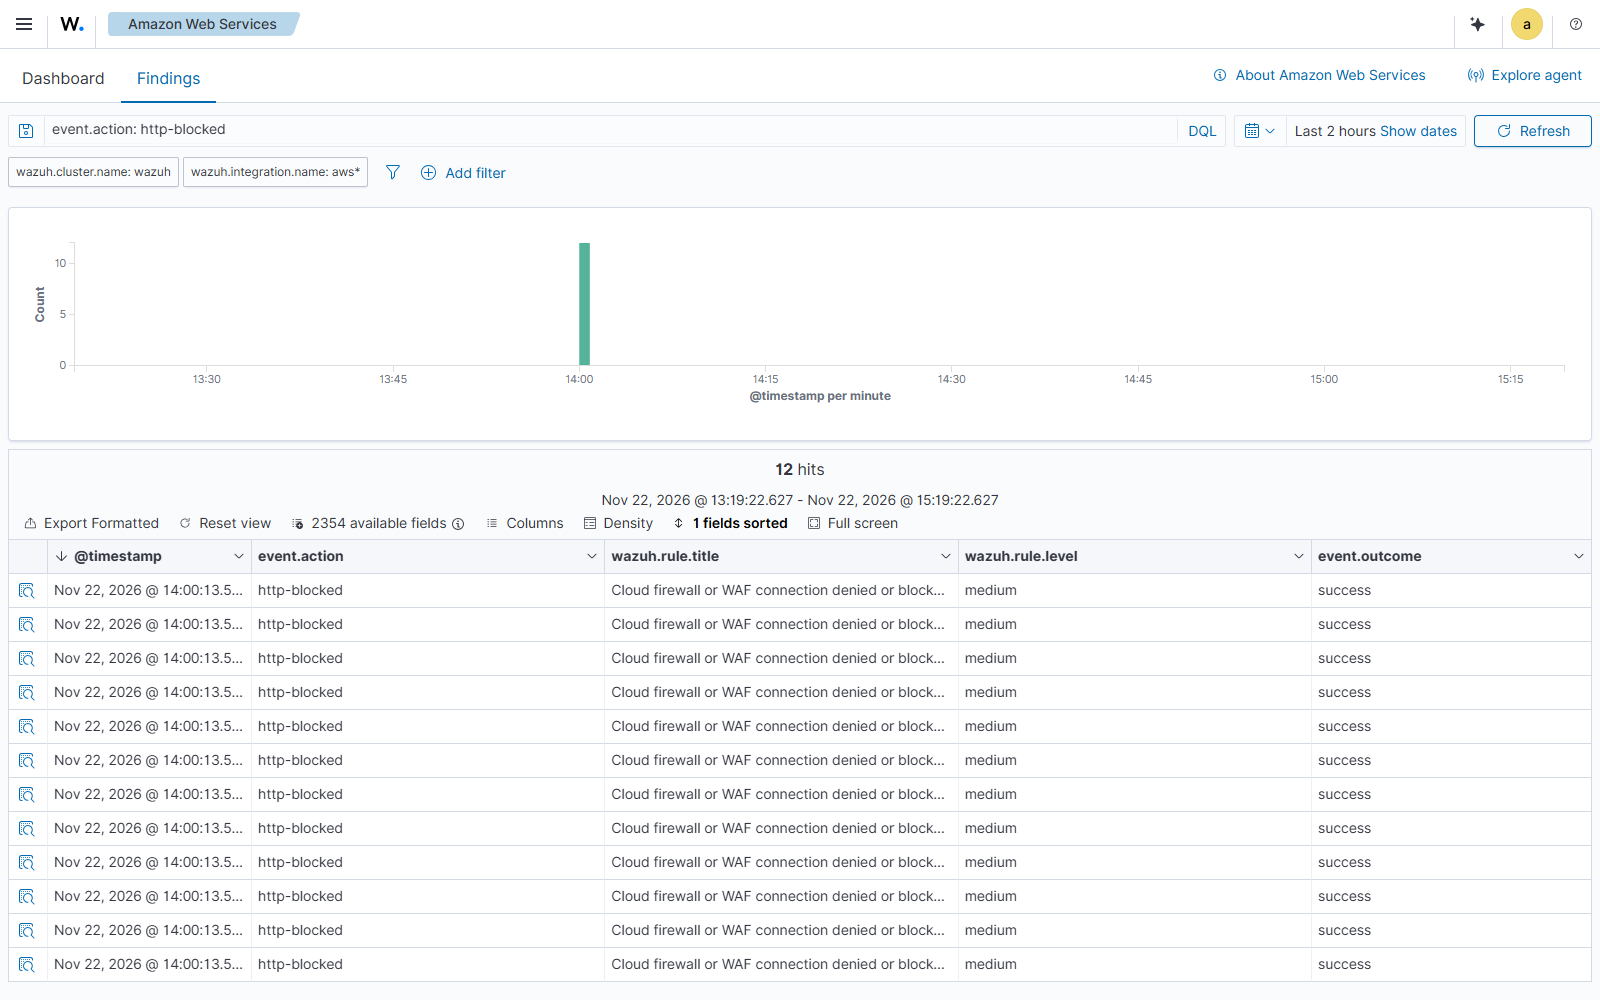 W.
Amazon Web Services
a
Dashboard
Findings
About Amazon Web Services
Explore agent
event.action: http-blocked
DQL
Last 2 hours Show dates
Refresh
wazuh.cluster.name: wazuh
wazuh.integration.name: aws*
Add filter
Count
10
5
0
13:30
13:45
14:00
14:15
14:30
14:45
15:00
15:15
@timestamp per minute
12 hits
Nov 22, 2026 @ 13:19:22.627 - Nov 22, 2026 @ 15:19:22.627
Export Formatted
Reset view
2354 available fields
Columns
Density
1 fields sorted
Full screen
@timestamp event.action wazuh.rule.title wazuh.rule.level event.outcome
Nov 22, 2026 @ 14:00:13.5... http-blocked Cloud firewall or WAF connection denied or block... medium success
Nov 22, 2026 @ 14:00:13.5... http-blocked Cloud firewall or WAF connection denied or block... medium success
Nov 22, 2026 @ 14:00:13.5... http-blocked Cloud firewall or WAF connection denied or block... medium success
Nov 22, 2026 @ 14:00:13.5... http-blocked Cloud firewall or WAF connection denied or block... medium success
Nov 22, 2026 @ 14:00:13.5... http-blocked Cloud firewall or WAF connection denied or block... medium success
Nov 22, 2026 @ 14:00:13.5... http-blocked Cloud firewall or WAF connection denied or block... medium success
Nov 22, 2026 @ 14:00:13.5... http-blocked Cloud firewall or WAF connection denied or block... medium success
Nov 22, 2026 @ 14:00:13.5... http-blocked Cloud firewall or WAF connection denied or block... medium success
Nov 22, 2026 @ 14:00:13.5... http-blocked Cloud firewall or WAF connection denied or block... medium success
Nov 22, 2026 @ 14:00:13.5... http-blocked Cloud firewall or WAF connection denied or block... medium success
Nov 22, 2026 @ 14:00:13.5... http-blocked Cloud firewall or WAF connection denied or block... medium success
Nov 22, 2026 @ 14:00:13.5... http-blocked Cloud firewall or WAF connection denied or block... medium success